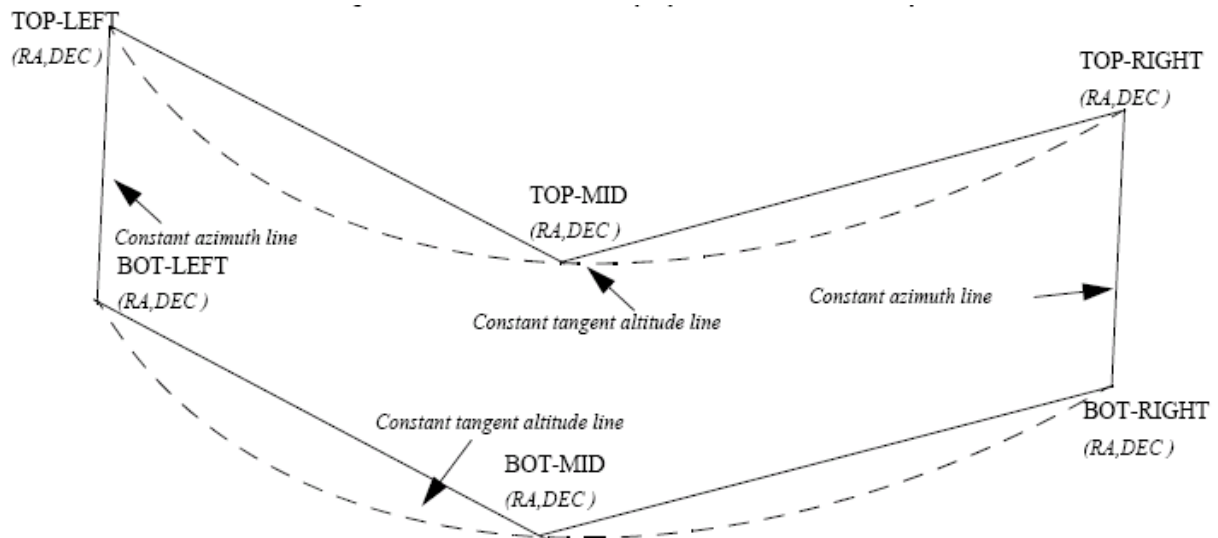 TOP-LEFT
(RA,DEC )
TOP-RIGHT
(RA,DEC )
TOP-MID
(RA,DEC )
Constant azimuth line
BOT-LEFT
(RA,DEC )
Constant azimuth line
Constant tangent altitude line
Constant tangent altitude line
BOT-RIGHT
(RA,DEC )
BOT-MID
(RA,DEC )